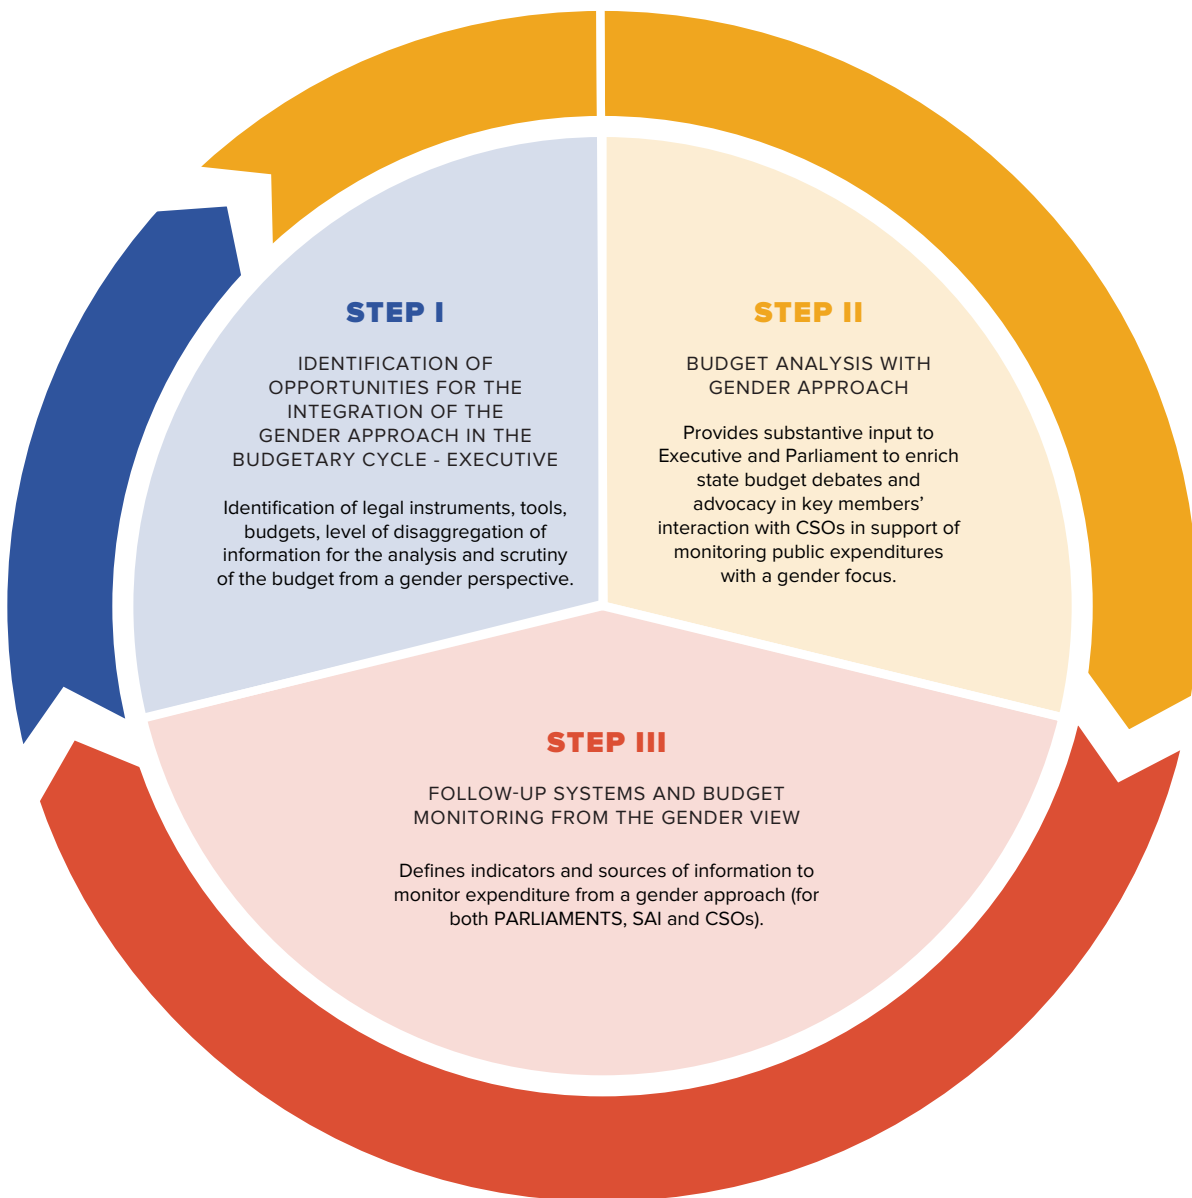 STEP I
IDENTIFICATION OF
OPPORTUNITIES FOR THE
INTEGRATION OF THE
GENDER APPROACH IN THE
BUDGETARY CYCLE - EXECUTIVE
Identification of legal instruments, tools,
budgets, level of disaggregation of
information for the analysis and scrutiny
of the budget from a gender perspective.
STEP II
BUDGET ANALYSIS WITH
GENDER APPROACH
Provides substantive input to
Executive and Parliament to enrich
state budget debates and
advocacy in key members’
interaction with CSOs in support of
monitoring public expenditures
with a gender focus.
STEP III
FOLLOW-UP SYSTEMS AND BUDGET
MONITORING FROM THE GENDER VIEW
Defines indicators and sources of information to
monitor expenditure from a gender approach (for
both PARLIAMENTS, SAI and CSOs).